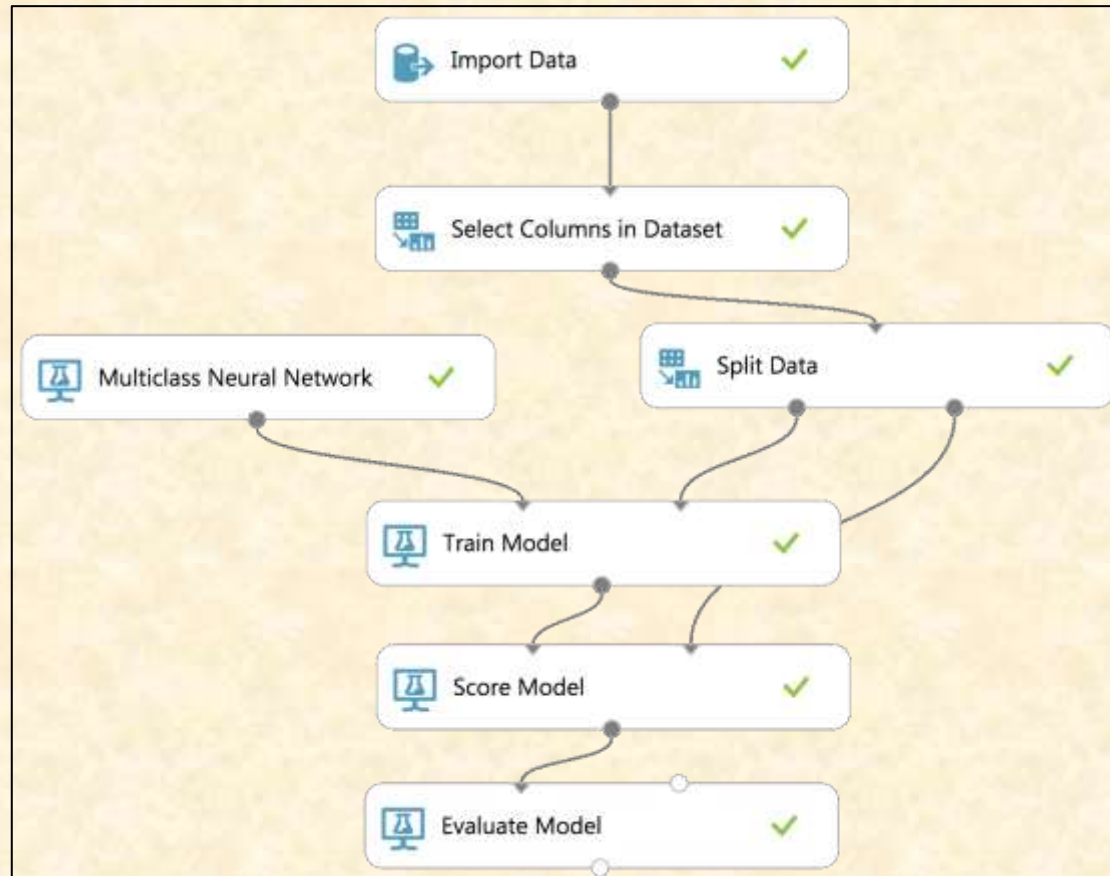 Import Data
Select Columns in Dataset
Multiclass Neural Network
Split Data
Train Model
Score Model
Evaluate Model